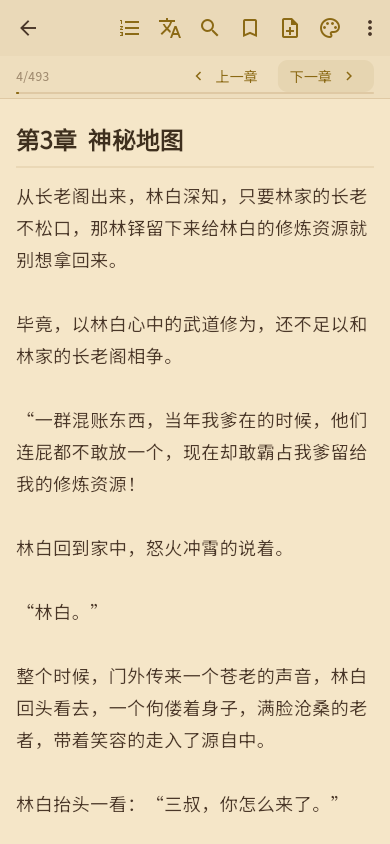 4/493
上一章
下一章
第3章 神秘地图
从长老阁出来，林白深知，只要林家的长老
不松口，那林铎留下来给林白的修炼资源就
别想拿回来。
毕竟，以林白心中的武道修为，还不足以和
林家的长老阁相争。
“一群混账东西，当年我爹在的时候，他们
连屁都不敢放一个，现在却敢霸占我爹留给
我的修炼资源！
林白回到家中，怒火冲霄的说着。
“林白。”
整个时候，门外传来一个苍老的声音，林白
回头看去，一个佝偻着身子，满脸沧桑的老
者，带着笑容的走入了源自中。
林白抬头一看：“三叔，你怎么来了。”